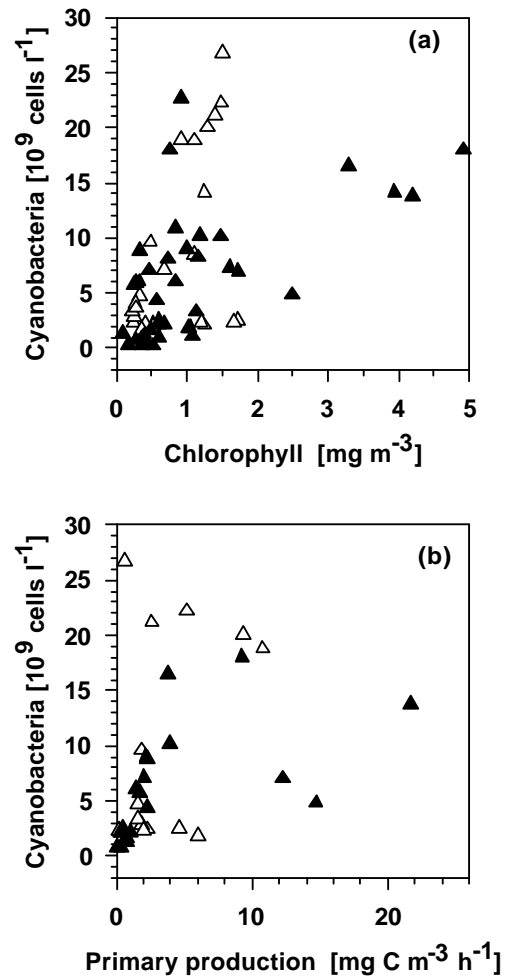 (a)
Cyanobacteria [10^9 cells l^-1]
30
25
20
15
10
5
0
0 1 2 3 4 5
Chlorophyll [mg m^-3]
(b)
Cyanobacteria [10^9 cells l^-1]
30
25
20
15
10
5
0
0 10 20
Primary production [mg C m^-3 h^-1]